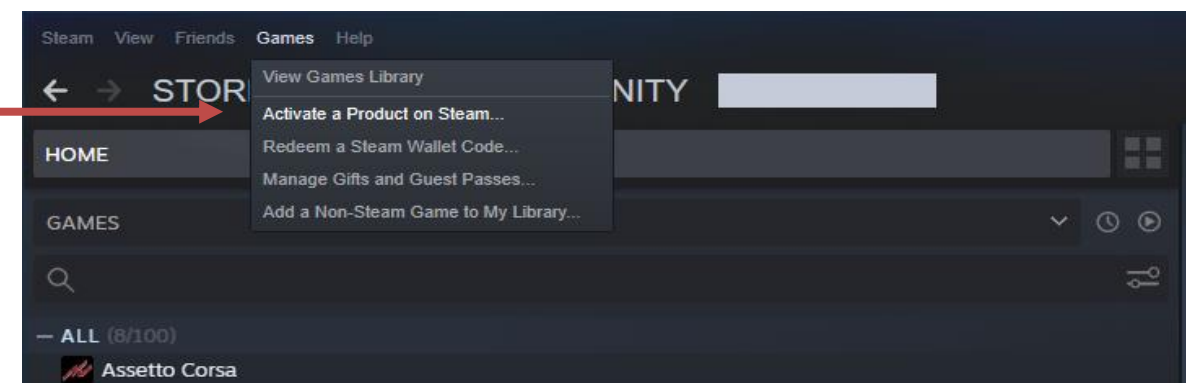 Steam View Friends Games Help
View Games Library
STOR NITY
Activate a Product on Steam...
HOME
Redeem a Steam Wallet Code...
Manage Gifts and Guest Passes...
GAMES
Add a Non-Steam Game to My Library...
— ALL (8/100)
Assetto Corsa